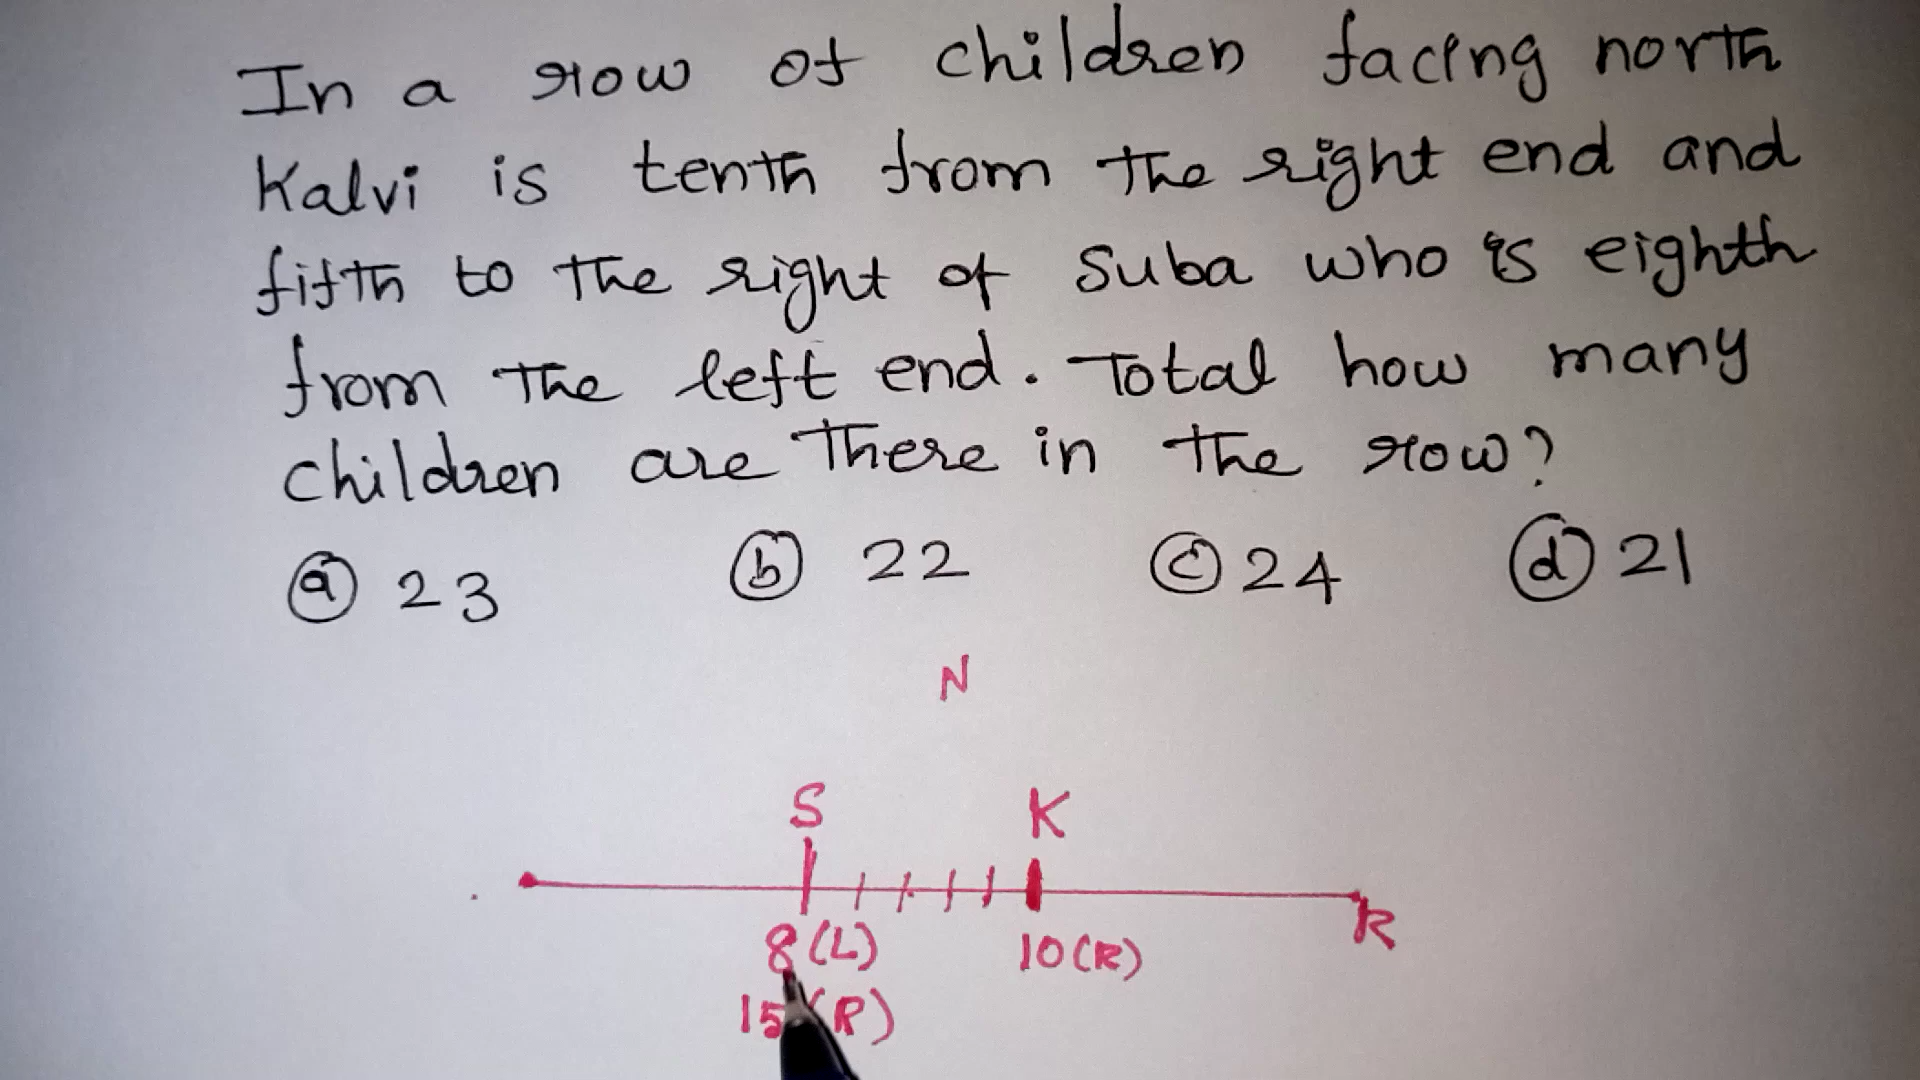 In a row of children facing north
Kalvi is tenth from the right end and
fifth to the right of Suba who is eighth
from the left end. Total how many
children are there in the row?
ⓐ 23 ⓑ 22 ⓒ 24 ⓓ 21
N
S K
R
8(L) 10(R)
15(R)